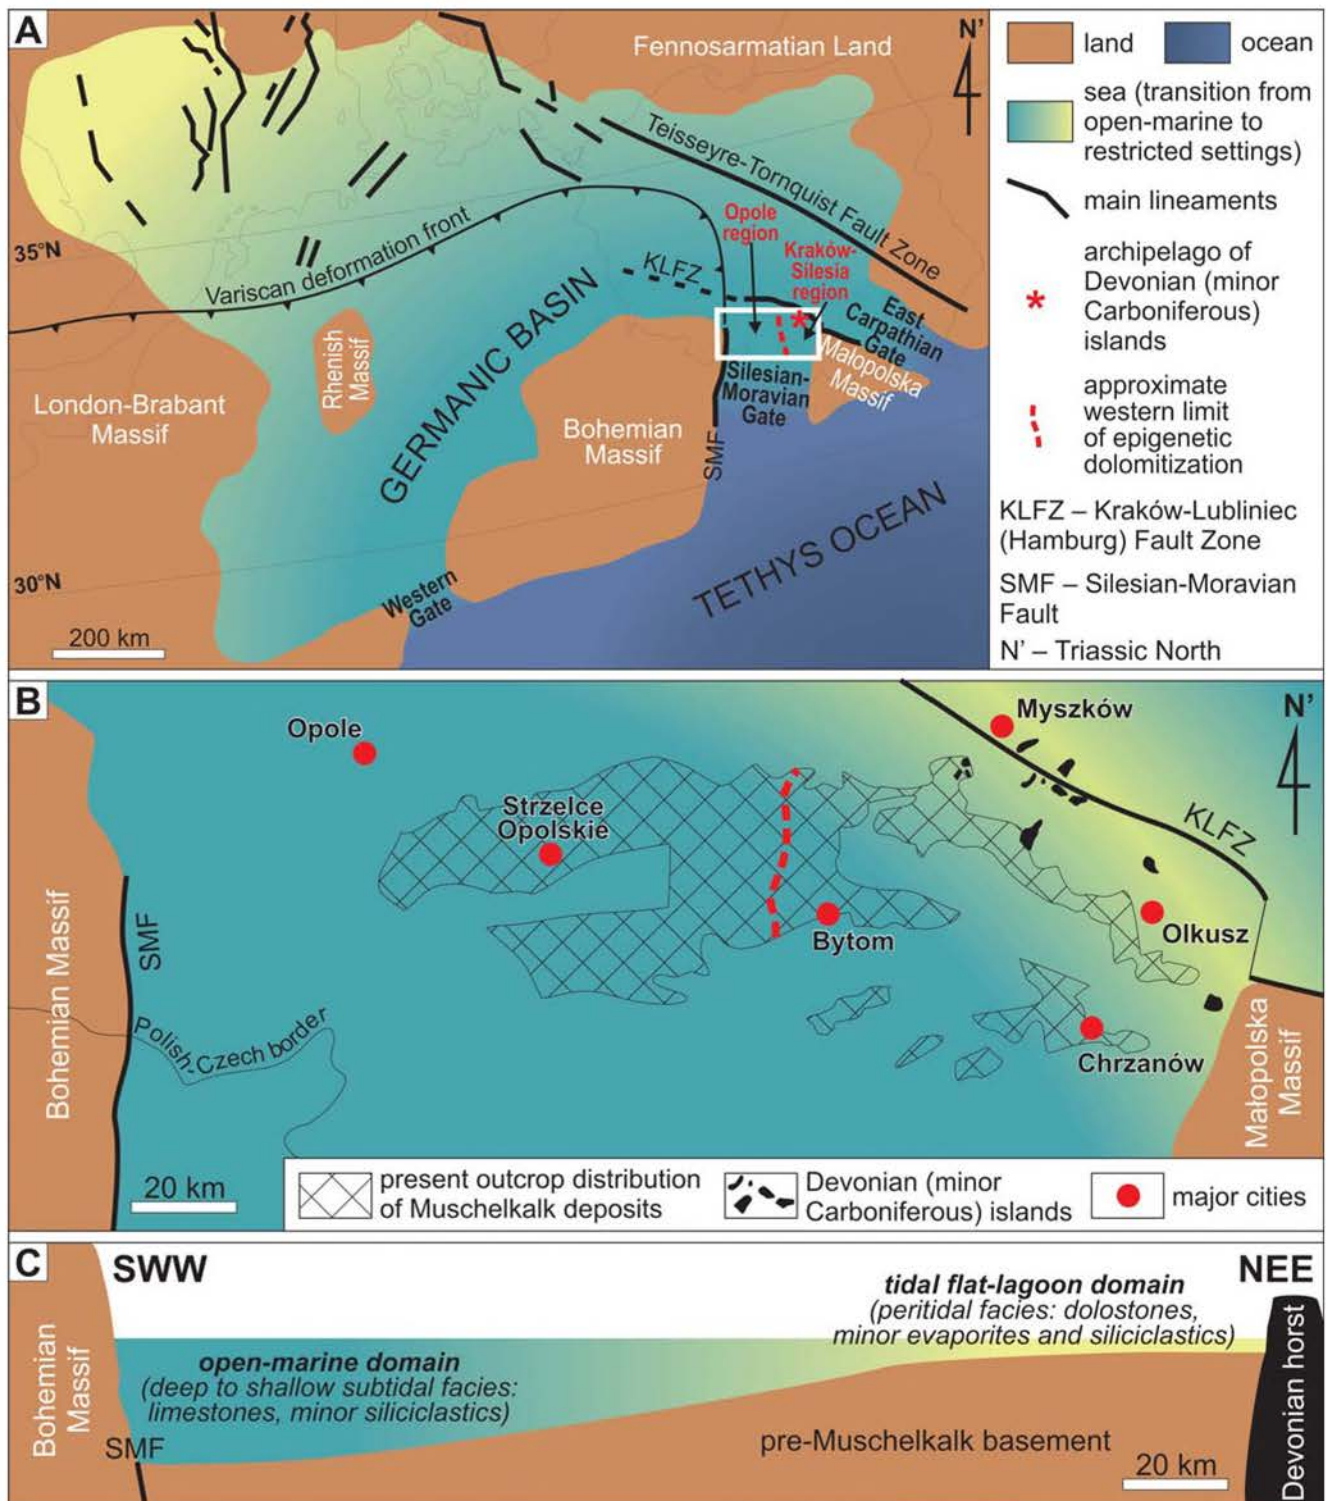 A
N'
Fennosarmatian Land
Teisseyre-Tornquist Fault Zone
35°N
Variscan deformation front
Opole
region
Kraków-
Silesia
region
KLFZ
East
Carpathian
Gate
GERMANIC BASIN
Rhenish
Massif
London-Brabant
Massif
Bohemian
Massif
SMF
Silesian-
Moravian
Gate
Małopolska
Massif
TETHYS OCEAN
30°N
Western
Gate
200 km
land
ocean
sea (transition from
open-marine to
restricted settings)
main lineaments
archipelago of
Devonian (minor
Carboniferous)
islands
approximate
western limit
of epigenetic
dolomitization
KLFZ – Kraków-Lubliniec
(Hamburg) Fault Zone
SMF – Silesian-Moravian
Fault
N' – Triassic North
B
N'
Opole
Myszków
Strzelce
Opolskie
KLFZ
Bohemian Massif
SMF
Bytom
Olkusz
Polish-Czech border
Chrzanów
Małopolska
Massif
20 km
present outcrop distribution
of Muschelkalk deposits
Devonian (minor
Carboniferous) islands
major cities
C
SWW
NEE
tidal flat-lagoon domain
(peritidal facies: dolostones,
minor evaporites and siliciclastics)
Bohemian
Massif
open-marine domain
(deep to shallow subtidal facies:
limestones, minor siliciclastics)
SMF
pre-Muschelkalk basement
20 km
Devonian horst